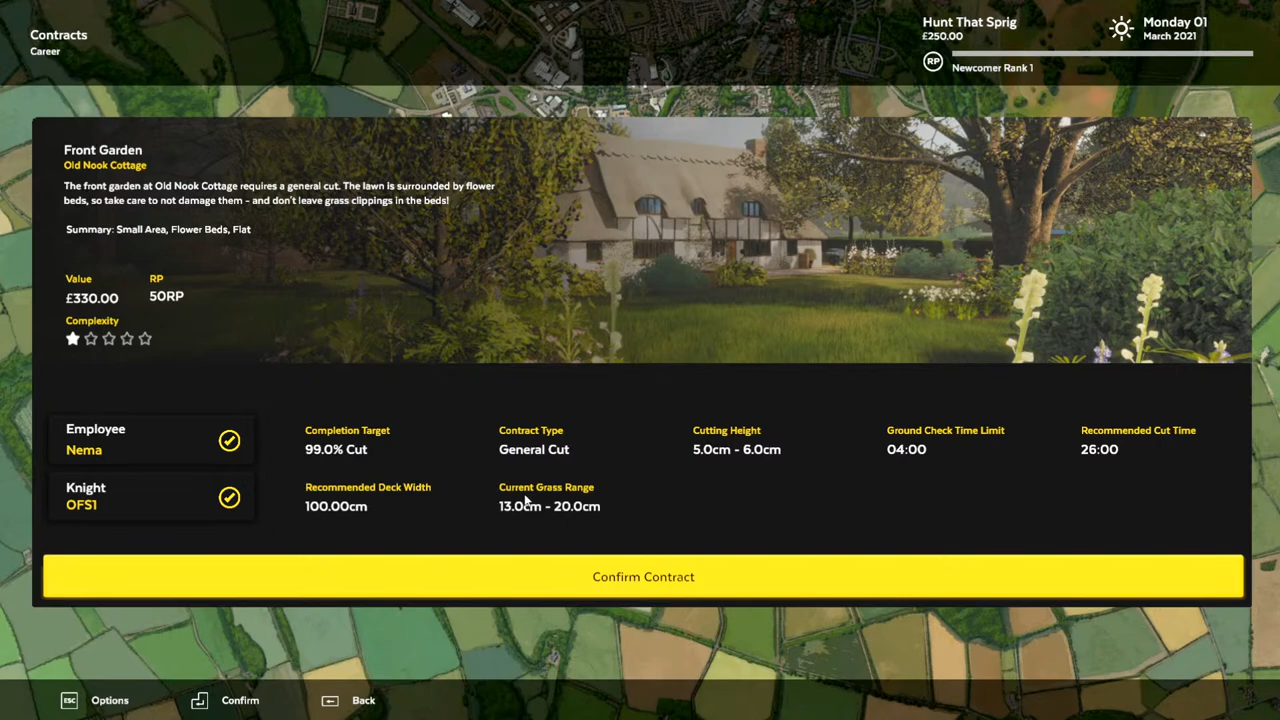 Contracts
Career
Hunt That Sprig
£250.00
Monday 01
March 2021
RP
Newcomer Rank 1
Front Garden
Old Nook Cottage
The front garden at Old Nook Cottage requires a general cut. The lawn is surrounded by flower
beds, so take care to not damage them - and don't leave grass clippings in the beds!
Summary: Small Area, Flower Beds, Flat
Value
£330.00
RP
50RP
Complexity
Employee
Nema
Knight
OFS1
Completion Target
99.0% Cut
Contract Type
General Cut
Cutting Height
5.0cm - 6.0cm
Ground Check Time Limit
04:00
Recommended Cut Time
26:00
Recommended Deck Width
100.00cm
Current Grass Range
13.0cm - 20.0cm
Confirm Contract
ESC Options
Confirm
Back